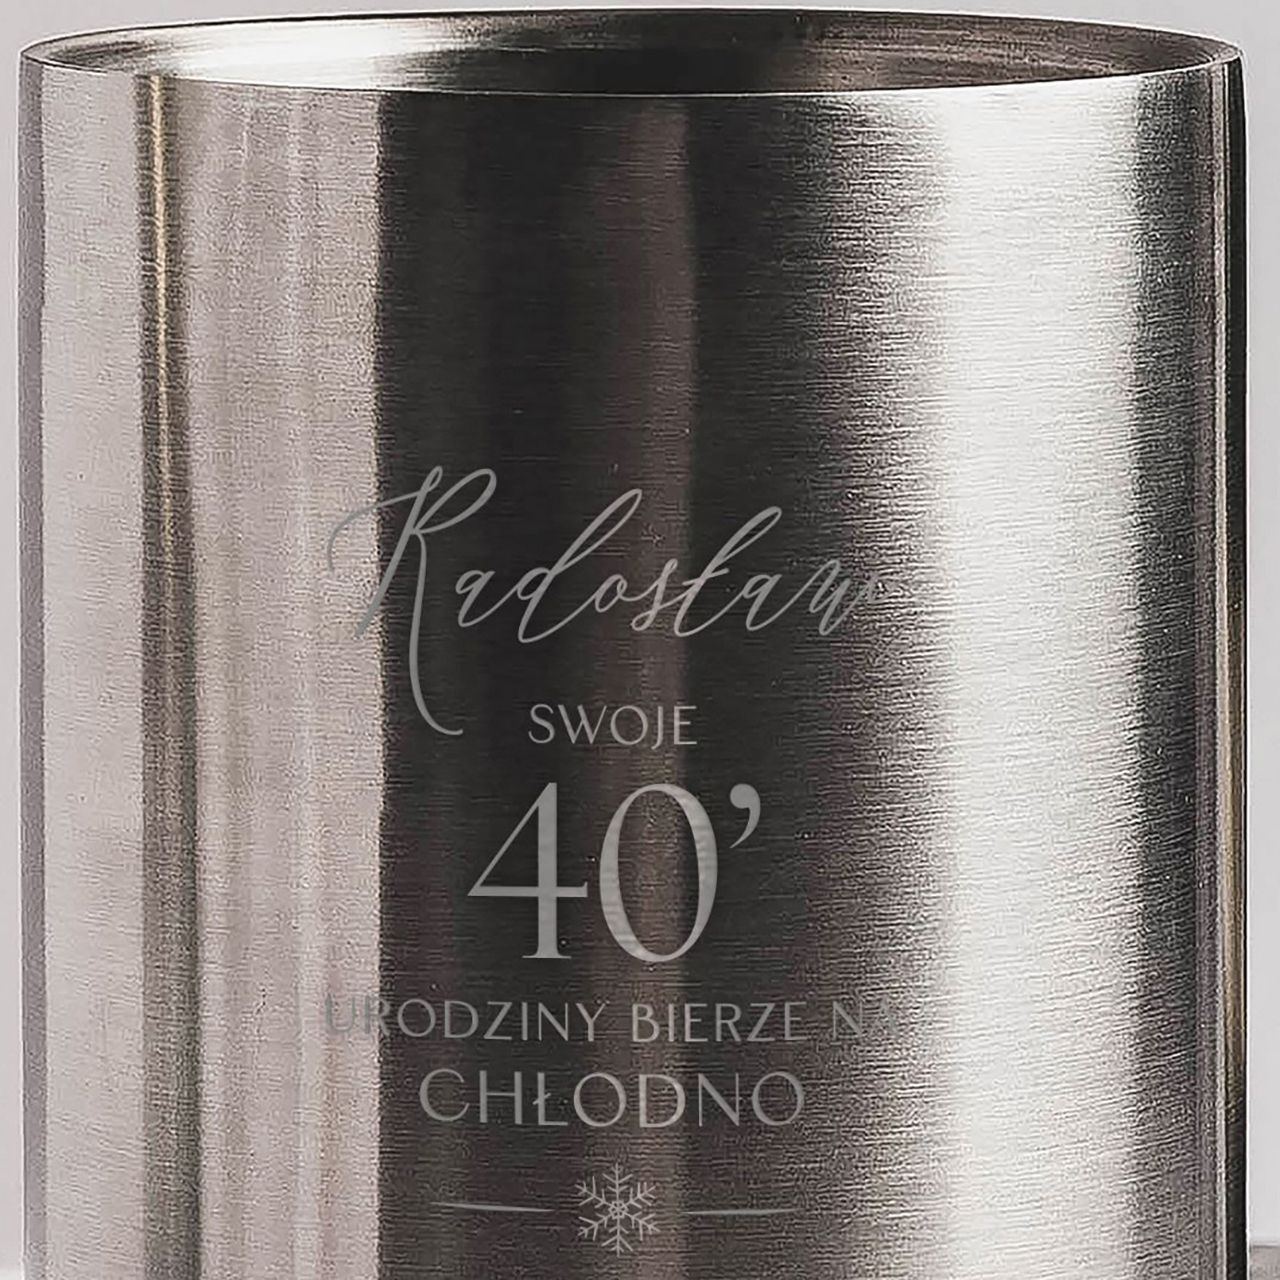 Radosław
SWOJE
40’
URODZINY BIERZE NA
CHŁODNO